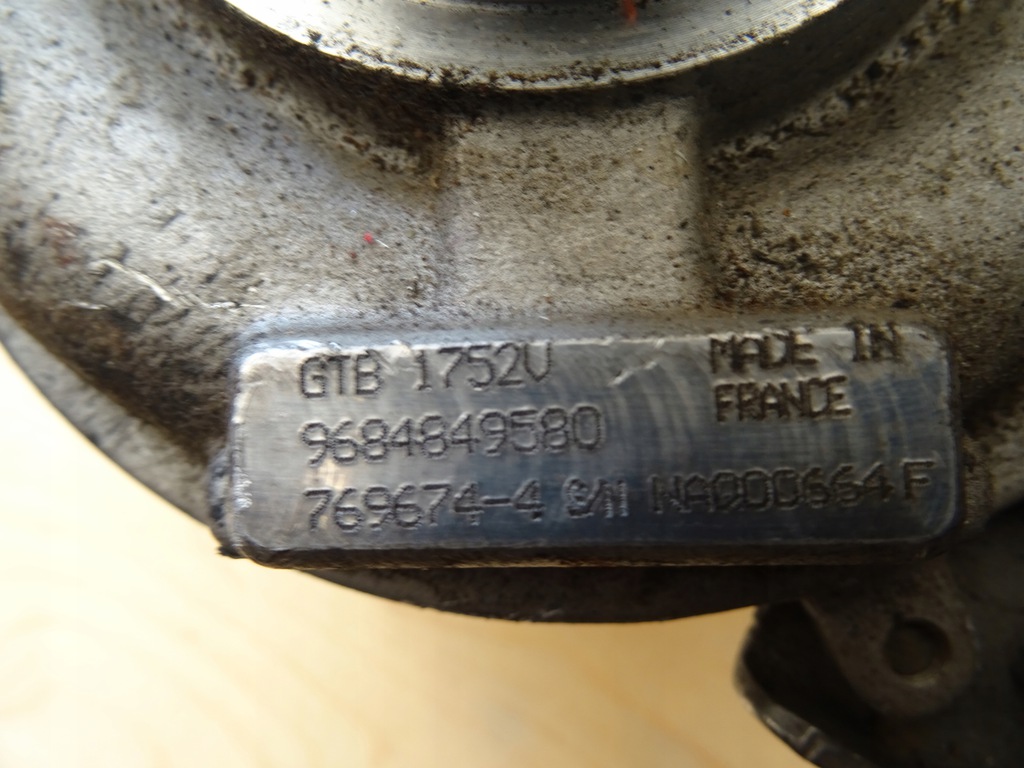 GTB 1752V
MADE IN
FRANCE
9684849580
769674-4 S/N NA000664 F